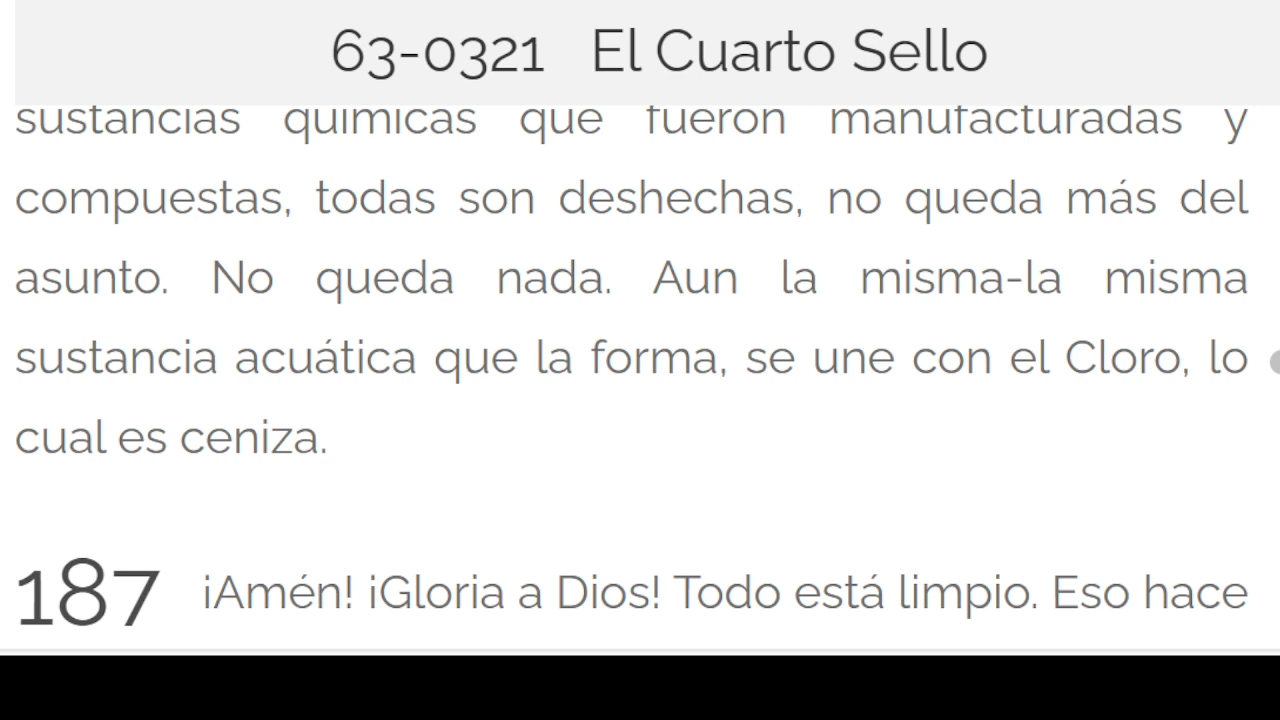 63-0321 El Cuarto Sello
sustancias químicas que fueron manufacturadas y
compuestas, todas son deshechas, no queda más del
asunto. No queda nada. Aun la misma-la misma
sustancia acuática que la forma, se une con el Cloro, lo
cual es ceniza.
187 ¡Amén! ¡Gloria a Dios! Todo está limpio. Eso hace